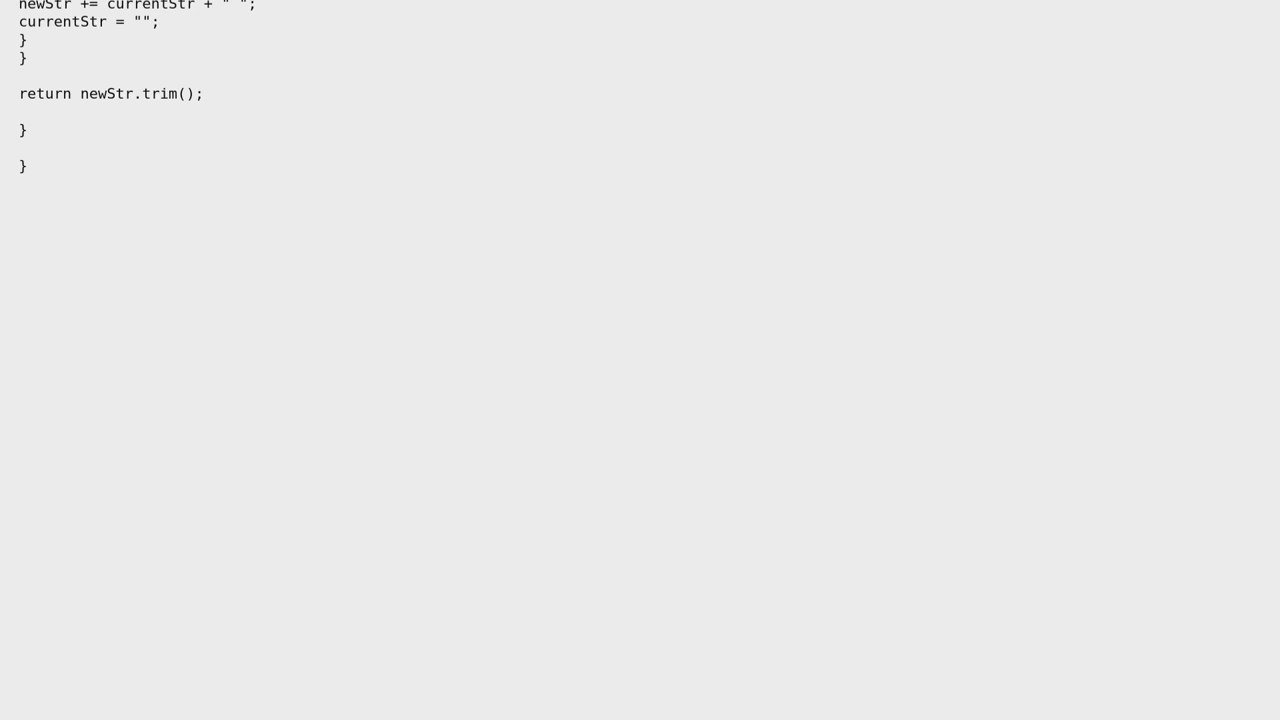 newStr += currentStr + " ";
currentStr = "";
}
}
return newStr.trim();
}
}